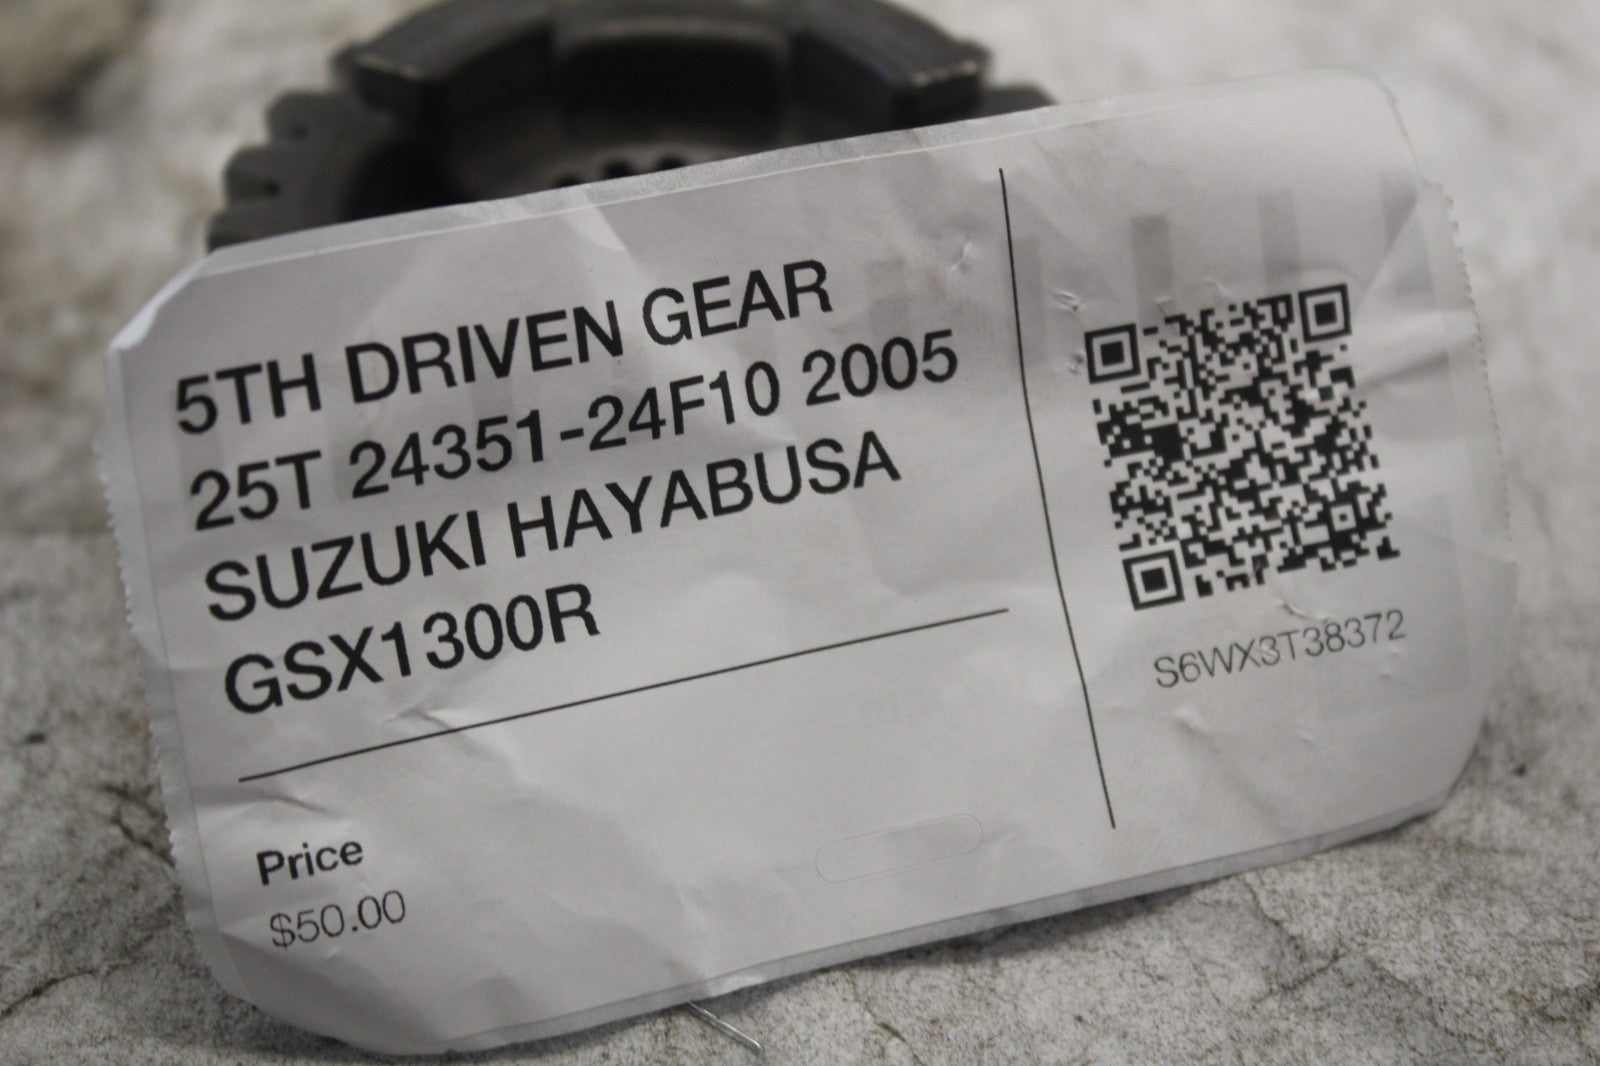 5TH DRIVEN GEAR
25T 24351-24F10 2005
SUZUKI HAYABUSA
GSX1300R
Price
$50.00
S6WX3T38372